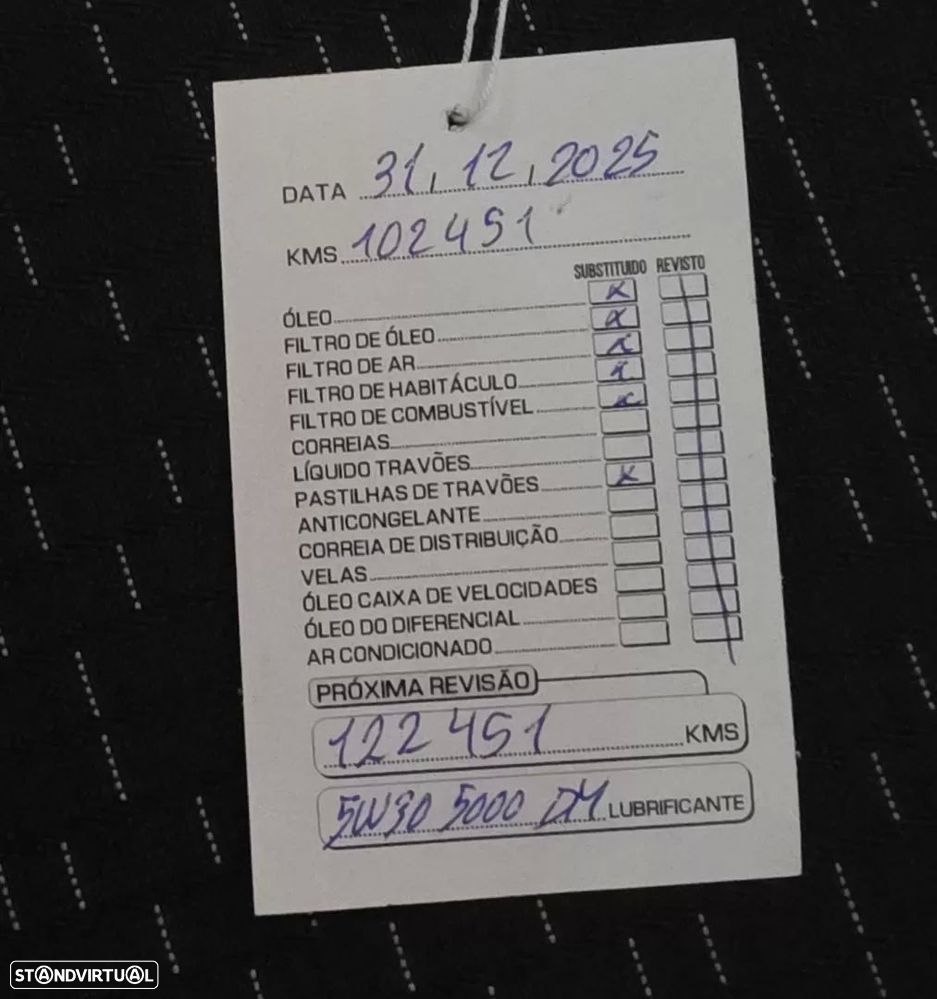 DATA 31, 12, 2025
KMS 102451
SUBSTITUIDO REVISTO
ÓLEO X
FILTRO DE ÓLEO X
FILTRO DE AR X
FILTRO DE HABITÁCULO X
FILTRO DE COMBUSTÍVEL X
CORREIAS
LÍQUIDO TRAVÕES
PASTILHAS DE TRAVÕES X
ANTICONGELANTE
CORREIA DE DISTRIBUIÇÃO
VELAS
ÓLEO CAIXA DE VELOCIDADES
ÓLEO DO DIFERENCIAL
AR CONDICIONADO
PRÓXIMA REVISÃO
122451 KMS
5W30 5000 DM LUBRIFICANTE
STANDVIRTUAL